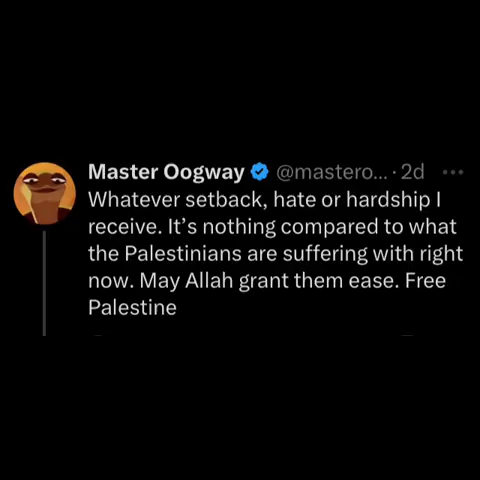 Master Oogway @mastero... · 2d ...
Whatever setback, hate or hardship I
receive. It's nothing compared to what
the Palestinians are suffering with right
now. May Allah grant them ease. Free
Palestine